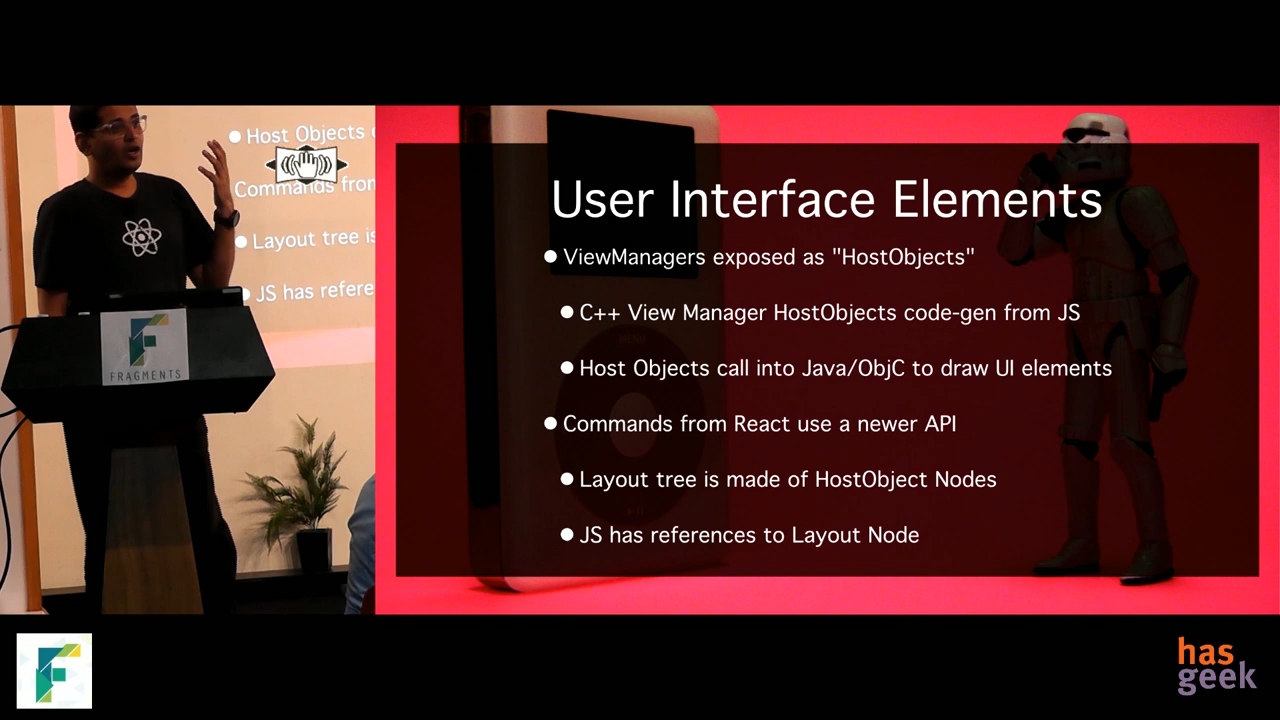 Host Objects
Commands from
Layout tree is
JS has refere
FRAGMENTS
User Interface Elements
ViewManagers exposed as "HostObjects"
C++ View Manager HostObjects code-gen from JS
Host Objects call into Java/ObjC to draw UI elements
Commands from React use a newer API
Layout tree is made of HostObject Nodes
JS has references to Layout Node
has
geek